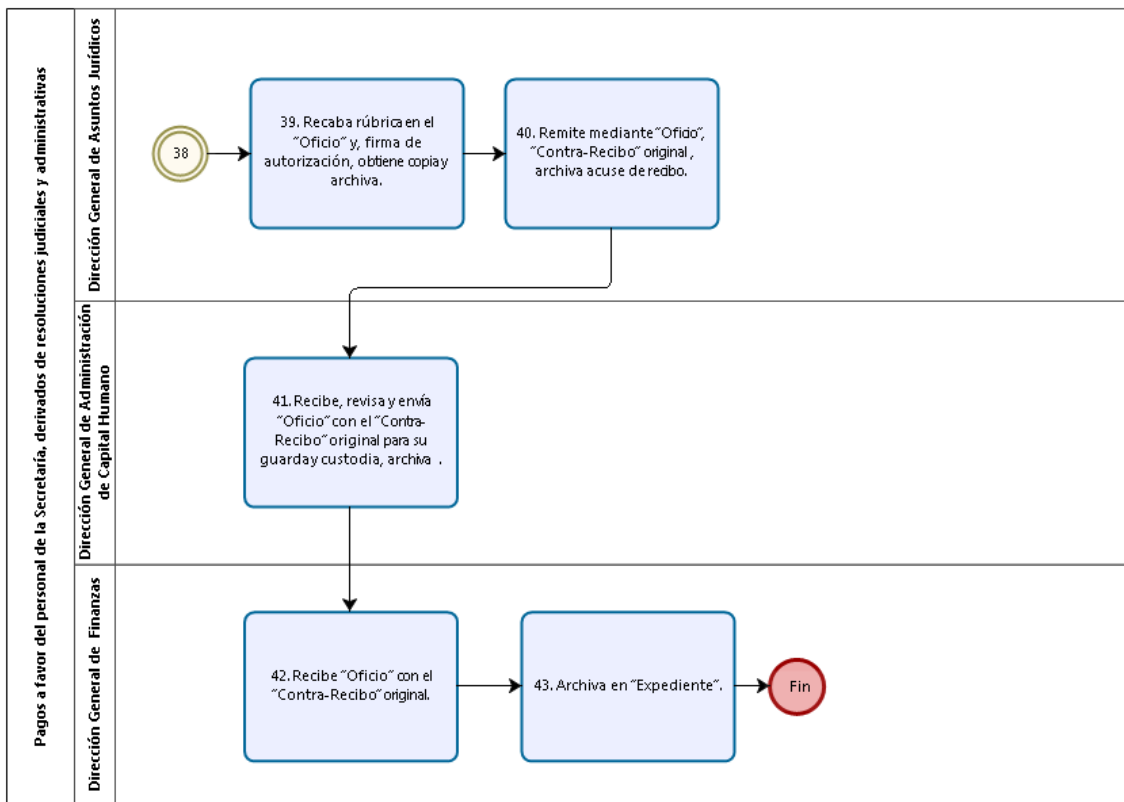 Pagos a favor del personal de la Secretaría, derivados de resoluciones judiciales y administrativas
Dirección General de Asuntos Jurídicos
38
39. Recaba rúbrica en el
“Oficio” y, firma de
autorización, obtiene copia y
archiva.
40. Remite mediante “Oficio”,
“Contra-Recibo” original,
archiva acuse de recibo.
Dirección General de Administración
de Capital Humano
41. Recibe, revisa y envía
“Oficio” con el “Contra-
Recibo” original para su
guarda y custodia, archiva .
Dirección General de Finanzas
42. Recibe “Oficio” con el
“Contra-Recibo” original.
43. Archiva en “Expediente”.
Fin